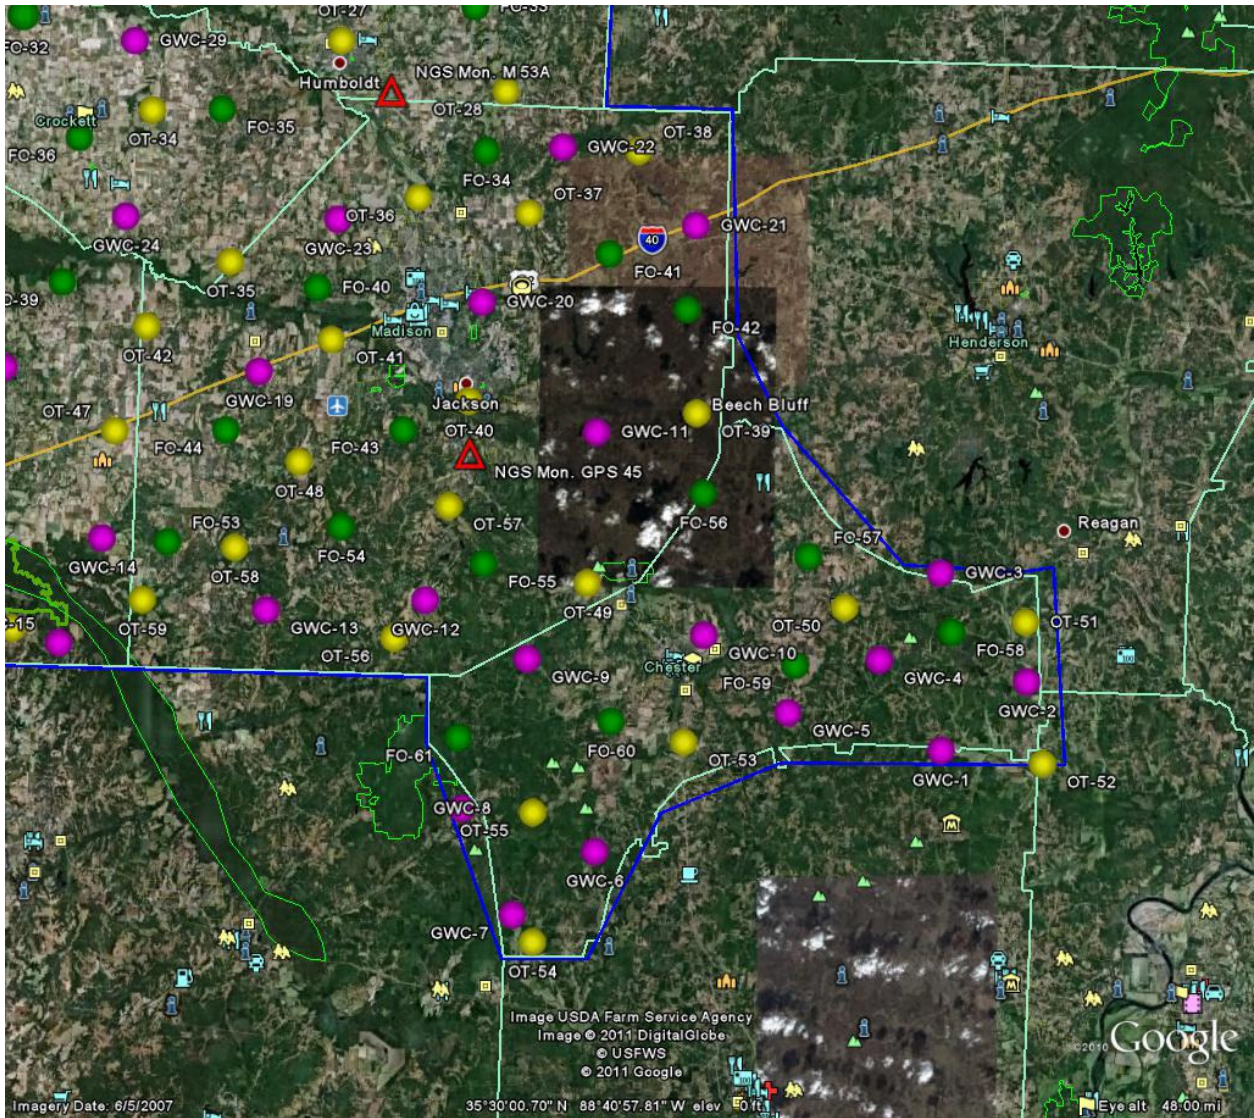 OT-27
FO-33
GWC-29
FO-32
Humboldt
NGS Mon. M 53A
OT-28
Crockett
OT-34
FO-35
OT-38
FO-36
GWC-22
FO-34
OT-37
GWC-24
OT-36
GWC-23
GWC-21
40
FO-41
OT-35
FO-40
GWC-20
FO-42
Madison
OT-42
OT-41
Henderson
GWC-19
OT-47
Jackson
Beech Bluff
FO-44
FO-43
OT-40
GWC-11
OT-39
NGS Mon. GPS 45
OT-48
FO-53
OT-57
FO-56
Reagan
FO-57
GWC-14
FO-54
OT-58
FO-55
GWC-3
OT-59
GWC-13
GWC-12
OT-49
OT-50
OT-51
OT-56
FO-58
GWC-10
Chester
GWC-9
FO-59
GWC-4
100
GWC-2
GWC-5
FO-61
FO-60
OT-53
GWC-1
OT-52
GWC-8
OT-55
GWC-6
GWC-7
OT-54
Image USDA Farm Service Agency
Image © 2011 DigitalGlobe
© USFWS
© 2011 Google
©2010 Google
Imagery Date: 6/5/2007
35°30'00.70" N 88°40'57.81" W elev 0 ft
Eye alt 48.00 mi